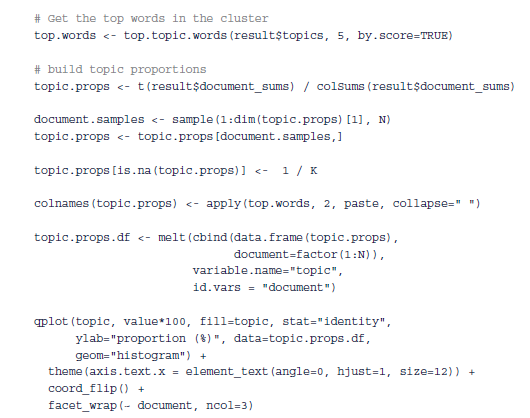 # Get the top words in the cluster
top.words <- top.topic.words(result$topics, 5, by.score=TRUE)
# build topic proportions
topic.props <- t(result$document_sums) / colSums(result$document_sums)
document.samples <- sample(1:dim(topic.props)[1], N)
topic.props <- topic.props[document.samples,]
topic.props[is.na(topic.props)] <-  1 / K
colnames(topic.props) <- apply(top.words, 2, paste, collapse=" ")
topic.props.df <- melt(cbind(data.frame(topic.props),
document=factor(1:N)),
variable.name="topic",
id.vars = "document")
qplot(topic, value*100, fill=topic, stat="identity",
ylab="proportion (%)", data=topic.props.df,
geom="histogram") +
theme(axis.text.x = element_text(angle=0, hjust=1, size=12)) +
coord_flip() +
facet_wrap(~ document, ncol=3)